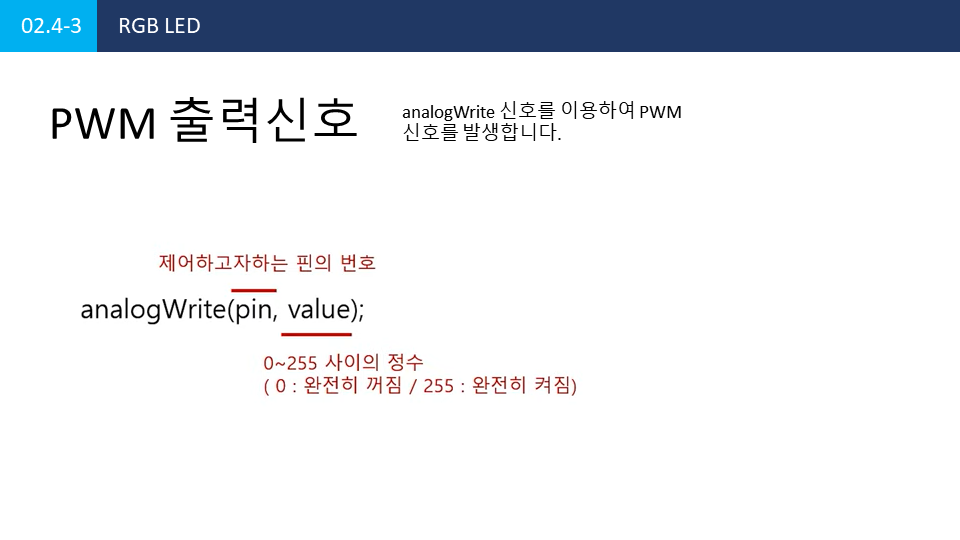 02.4-3 RGB LED
PWM 출력신호
analogWrite 신호를 이용하여 PWM
신호를 발생합니다.
제어하고자하는 핀의 번호
analogWrite(pin, value);
0~255 사이의 정수
( 0 : 완전히 꺼짐 / 255 : 완전히 켜짐)